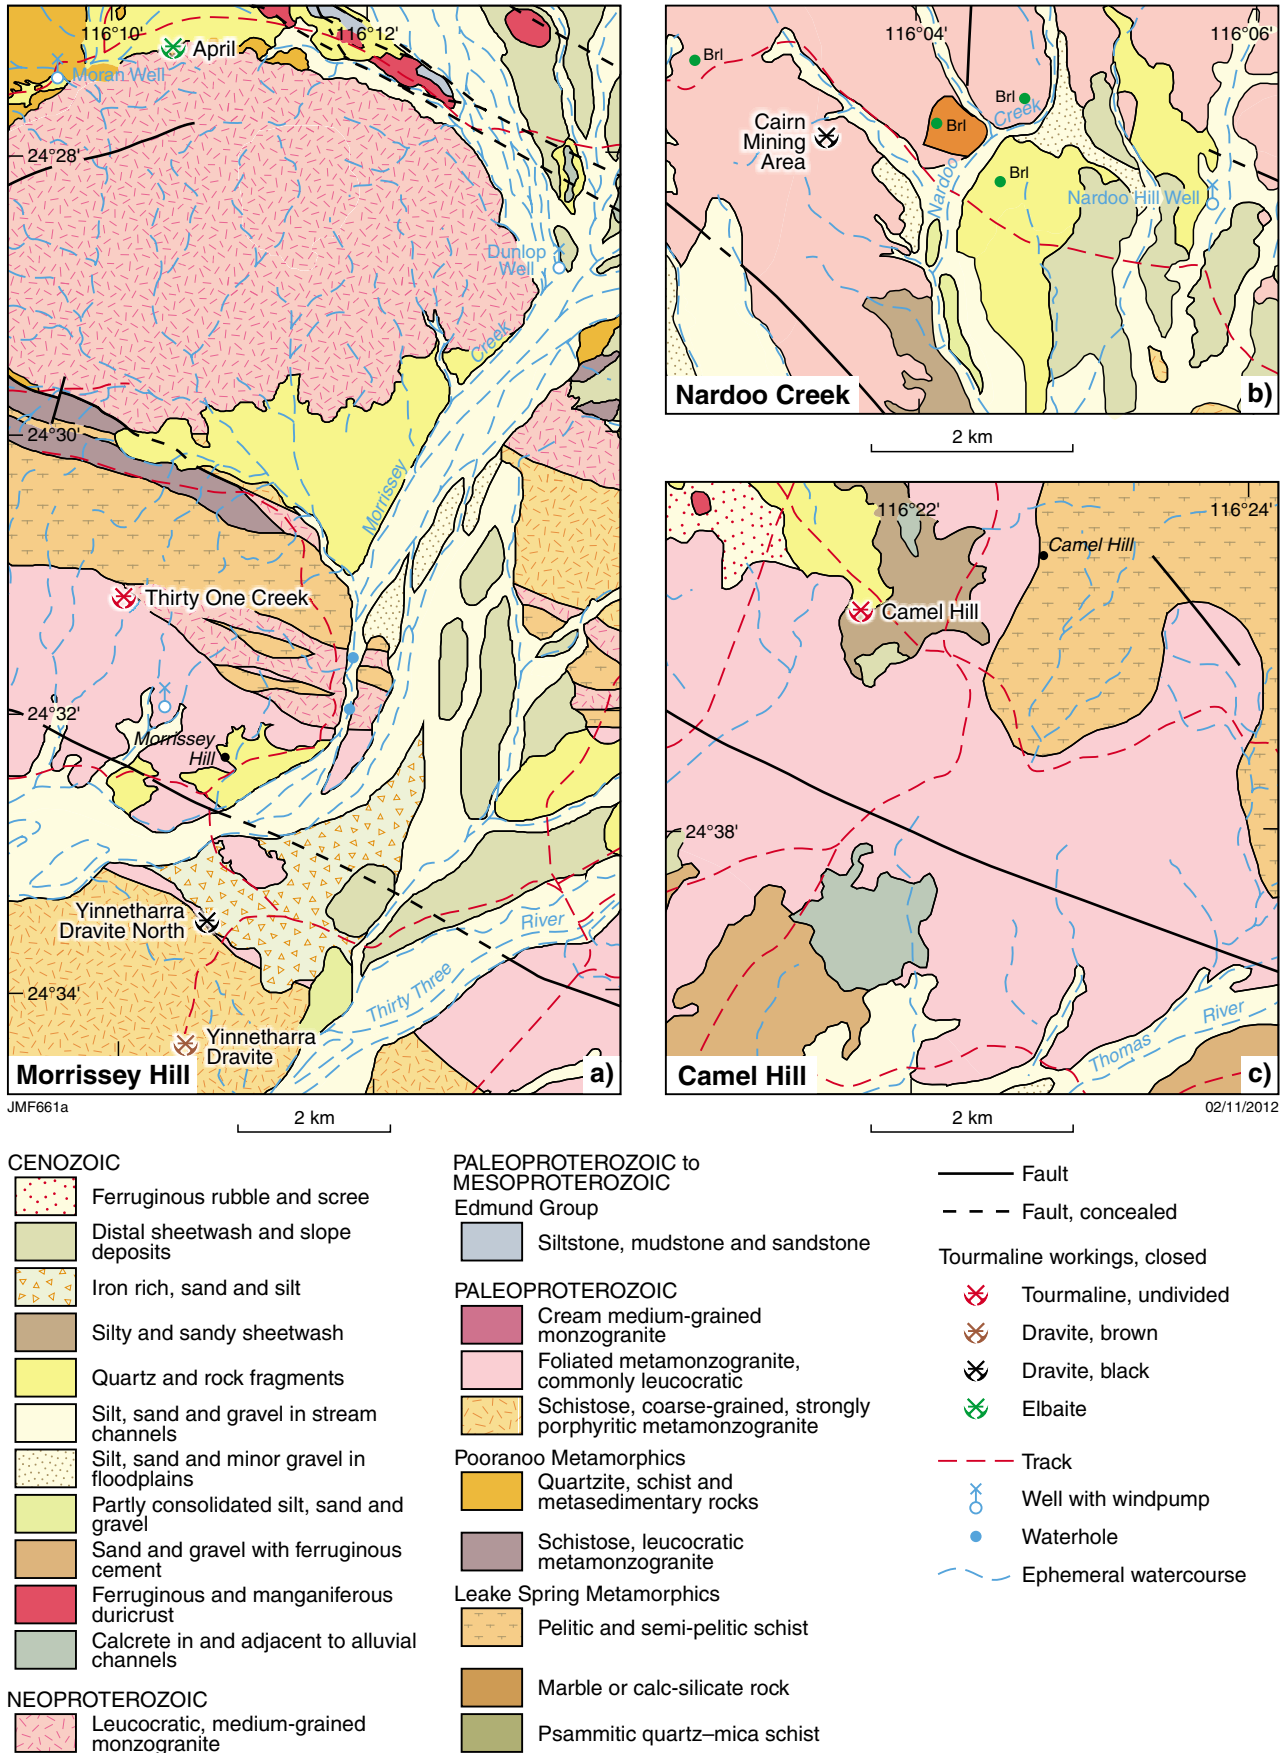 116°10'
116°12'
April
Moran Well
24°28'
Dunlop
Well
Creek
24°30'
Morrissey
Thirty One Creek
24°32'
Morrissey
Hill
Yinnetharra
Dravite North
River
Thirty Three
24°34'
Yinnetharra
Dravite
Morrissey Hill
a)
JMF661a
2 km
116°04'
116°06'
Brl
Brl
Creek
Cairn
Mining
Area
Brl
Brl
Nardoo
Nardoo Hill Well
Nardoo Creek
b)
2 km
116°22'
116°24'
Camel Hill
Camel Hill
24°38'
River
Thomas
Camel Hill
c)
02/11/2012
2 km
CENOZOIC
Ferruginous rubble and scree
Distal sheetwash and slope
deposits
Iron rich, sand and silt
Silty and sandy sheetwash
Quartz and rock fragments
Silt, sand and gravel in stream
channels
Silt, sand and minor gravel in
floodplains
Partly consolidated silt, sand and
gravel
Sand and gravel with ferruginous
cement
Ferruginous and manganiferous
duricrust
Calcrete in and adjacent to alluvial
channels
NEOPROTEROZOIC
Leucocratic, medium-grained
monzogranite
PALEOPROTEROZOIC to
MESOPROTEROZOIC
Edmund Group
Siltstone, mudstone and sandstone
PALEOPROTEROZOIC
Cream medium-grained
monzogranite
Foliated metamonzogranite,
commonly leucocratic
Schistose, coarse-grained, strongly
porphyritic metamonzogranite
Pooranoo Metamorphics
Quartzite, schist and
metasedimentary rocks
Schistose, leucocratic
metamonzogranite
Leake Spring Metamorphics
Pelitic and semi-pelitic schist
Marble or calc-silicate rock
Psammitic quartz–mica schist
Fault
Fault, concealed
Tourmaline workings, closed
Tourmaline, undivided
Dravite, brown
Dravite, black
Elbaite
Track
Well with windpump
Waterhole
Ephemeral watercourse